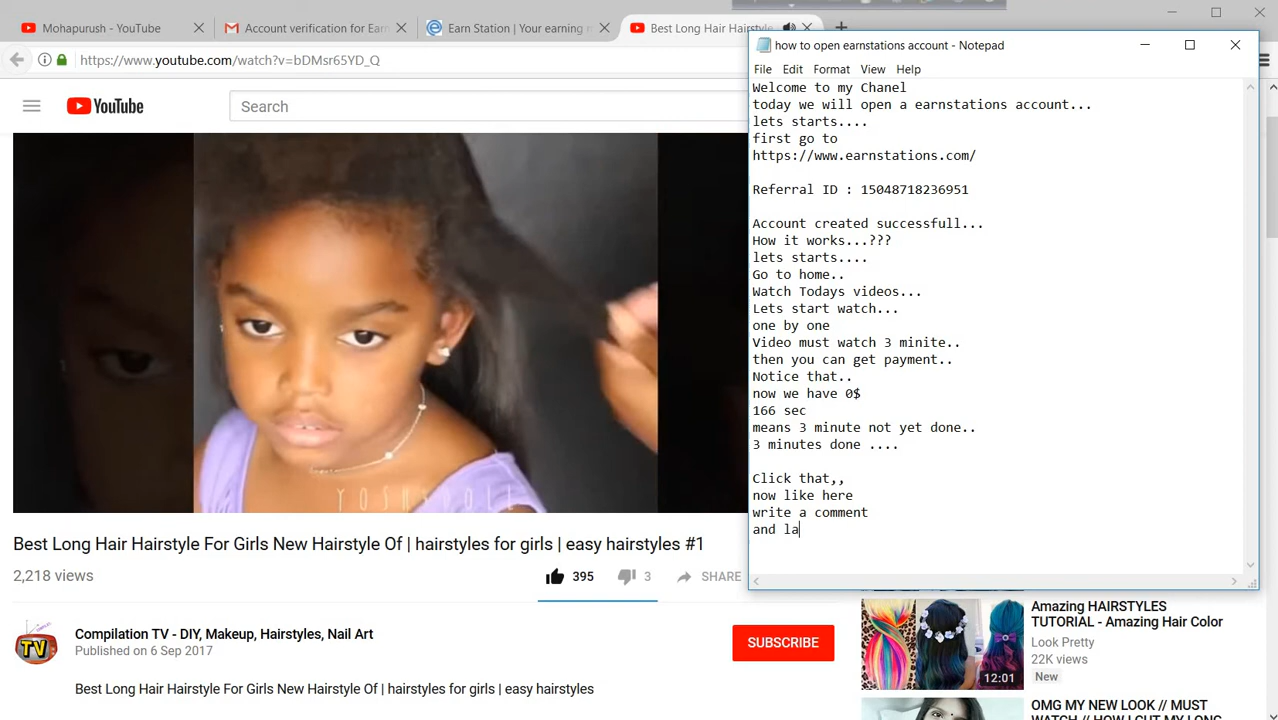 Mohapurush - YouTube
Account verification for Earn
Earn Station | Your earning m
Best Long Hair Hairstyle
https://www.youtube.com/watch?v=bDMsr65YD_Q
YouTube
Search
Best Long Hair Hairstyle For Girls New Hairstyle Of | hairstyles for girls | easy hairstyles #1
2,218 views
395
3
SHARE
Compilation TV - DIY, Makeup, Hairstyles, Nail Art
Published on 6 Sep 2017
SUBSCRIBE
Best Long Hair Hairstyle For Girls New Hairstyle Of | hairstyles for girls | easy hairstyles
how to open earnstations account - Notepad
File Edit Format View Help
Welcome to my Chanel
today we will open a earnstations account...
lets starts....
first go to
https://www.earnstations.com/
Referral ID : 15048718236951
Account created successfull...
How it works...???
lets starts....
Go to home..
Watch Todays videos...
Lets start watch...
one by one
Video must watch 3 minite..
then you can get payment..
Notice that..
now we have 0$
166 sec
means 3 minute not yet done..
3 minutes done ....
Click that,,
now like here
write a comment
and la
Amazing HAIRSTYLES
TUTORIAL - Amazing Hair Color
Look Pretty
22K views
New
12:01
OMG MY NEW LOOK // MUST